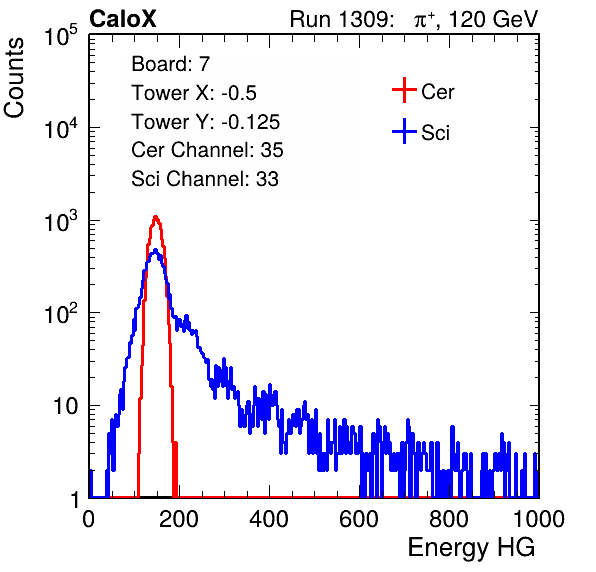 CaloX Run 1309: π⁺, 120 GeV
Counts
10⁵
10⁴
10³
10²
10
1
Board: 7
Tower X: -0.5
Tower Y: -0.125
Cer Channel: 35
Sci Channel: 33
Cer
Sci
0 200 400 600 800 1000
Energy HG